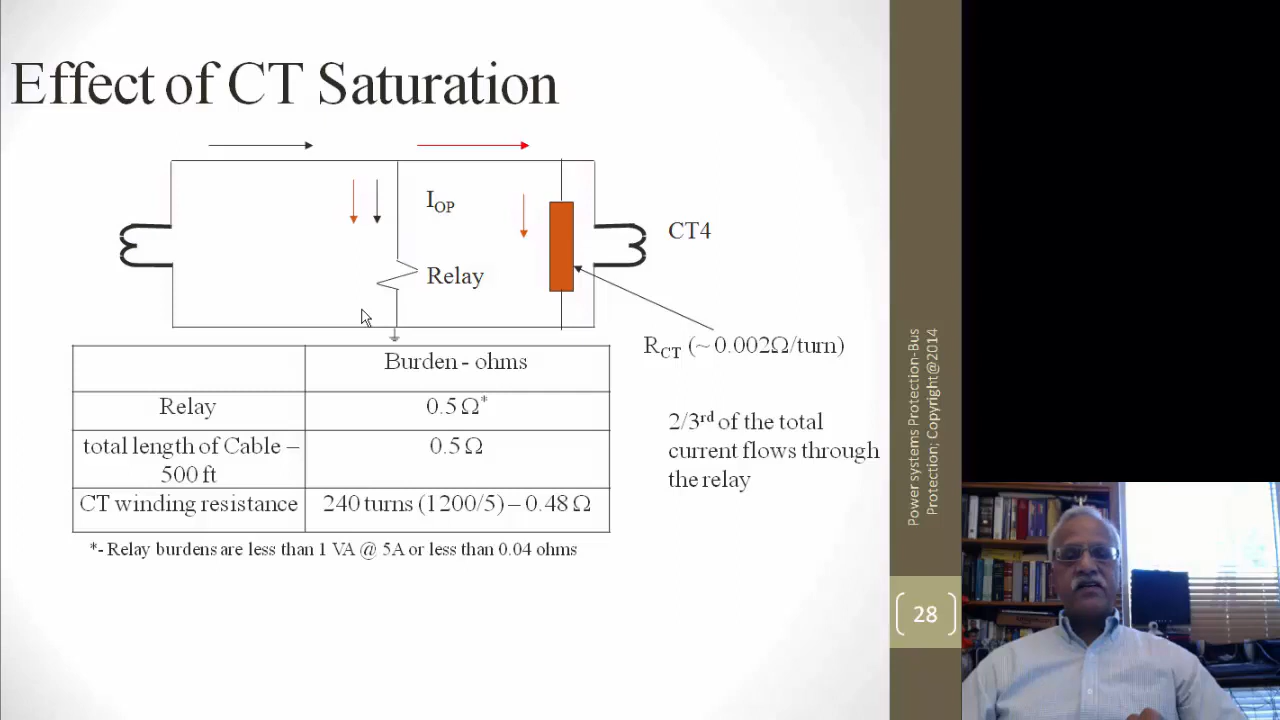 Effect of CT Saturation
I_OP
CT4
Relay
R_CT (~ 0.002Ω/turn)
Burden - ohms
Relay
0.5 Ω*
total length of Cable –
500 ft
0.5 Ω
CT winding resistance
240 turns (1200/5) – 0.48 Ω
*- Relay burdens are less than 1 VA @ 5A or less than 0.04 ohms
2/3rd of the total
current flows through
the relay
Power systems Protection-Bus
Protection; Copyright@2014
28